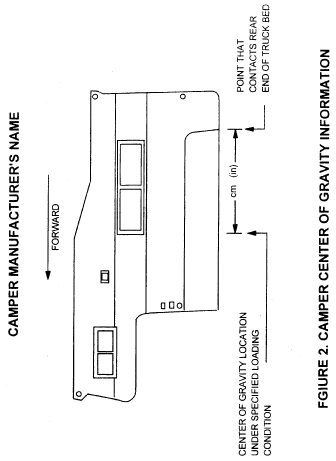 CAMPER MANUFACTURER'S NAME
FORWARD
cm (in)
CENTER OF GRAVITY LOCATION
UNDER SPECIFIED LOADING
CONDITION
POINT THAT
CONTACTS REAR
END OF TRUCK BED
FGIURE 2. CAMPER CENTER OF GRAVITY INFORMATION